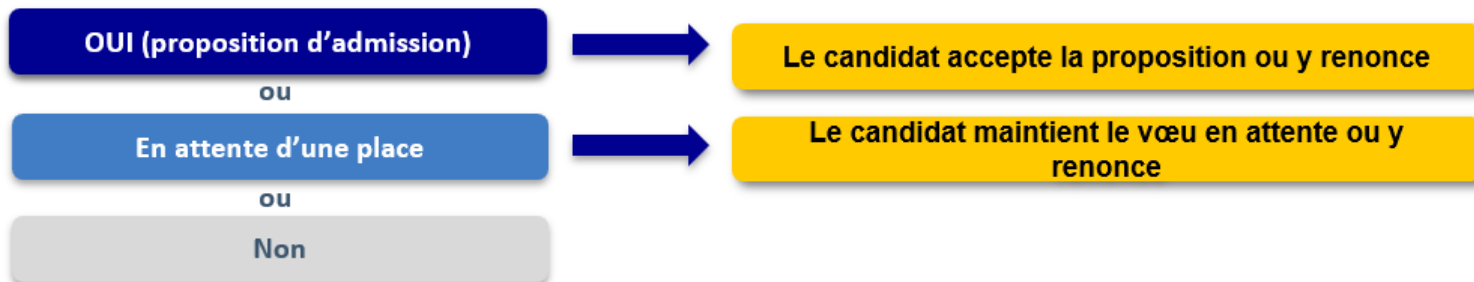 OUI (proposition d'admission)
Le candidat accepte la proposition ou y renonce
ou
En attente d'une place
Le candidat maintient le vœu en attente ou y
renonce
ou
Non